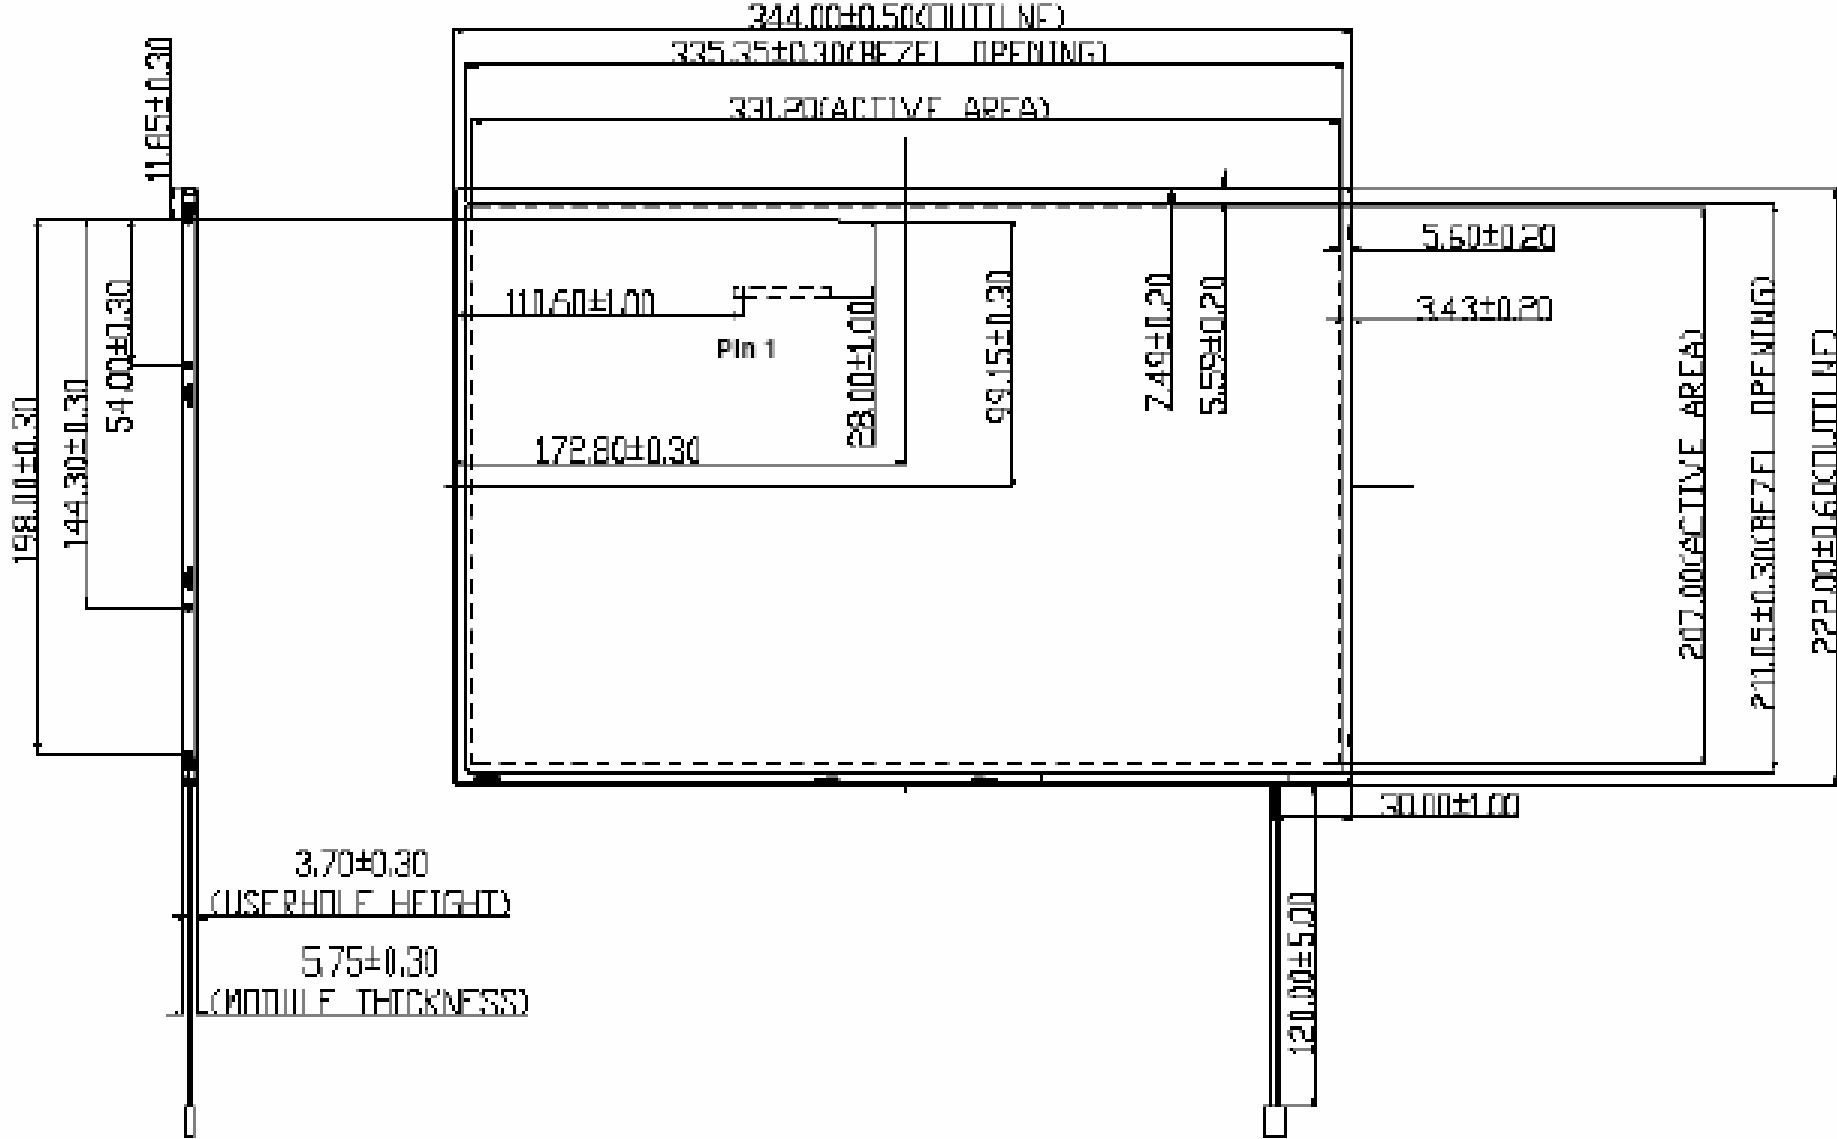 344.00±0.50(OUTLINE)
335.35±0.30(BEZEL OPENING)
331.20(ACTIVE AREA)
11.85±0.30
5.60±0.20
3.43±0.20
110.60±1.00
Pin 1
28.00±1.00
99.15±0.30
7.49±0.20
5.59±0.20
172.80±0.30
54.00±0.30
144.30±0.30
198.00±0.30
207.00(ACTIVE AREA)
211.05±0.30(BEZEL OPENING)
222.00±0.60(OUTLINE)
30.00±1.00
120.00±5.00
3.70±0.30
(USERHOLE HEIGHT)
5.75±0.30
(MODULE THICKNESS)